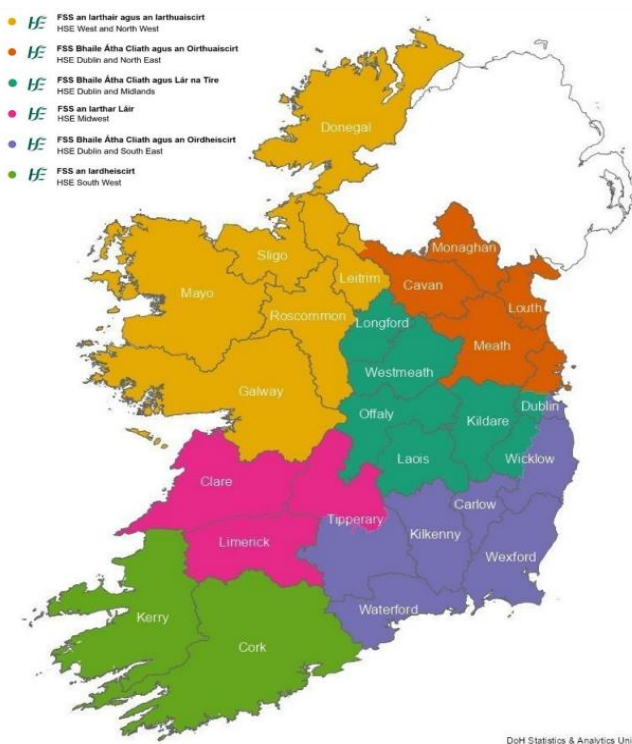 FSS an Iarthair agus an Iarthuaiscirt
HSE West and North West
FSS Bhaile Átha Cliath agus an Oirthuaiscirt
HSE Dublin and North East
FSS Bhaile Átha Cliath agus Lár na Tíre
HSE Dublin and Midlands
FSS an Iarthar Láir
HSE Midwest
FSS Bhaile Átha Cliath agus an Oirdheiscirt
HSE Dublin and South East
FSS an Iardheiscirt
HSE South West
Donegal
Monaghan
Sligo
Leitrim
Cavan
Mayo
Louth
Roscommon
Longford
Meath
Westmeath
Galway
Dublin
Offaly
Kildare
Laois
Wicklow
Clare
Carlow
Tipperary
Kilkenny
Limerick
Wexford
Waterford
Kerry
Cork
DoH Statistics & Analytics Uni